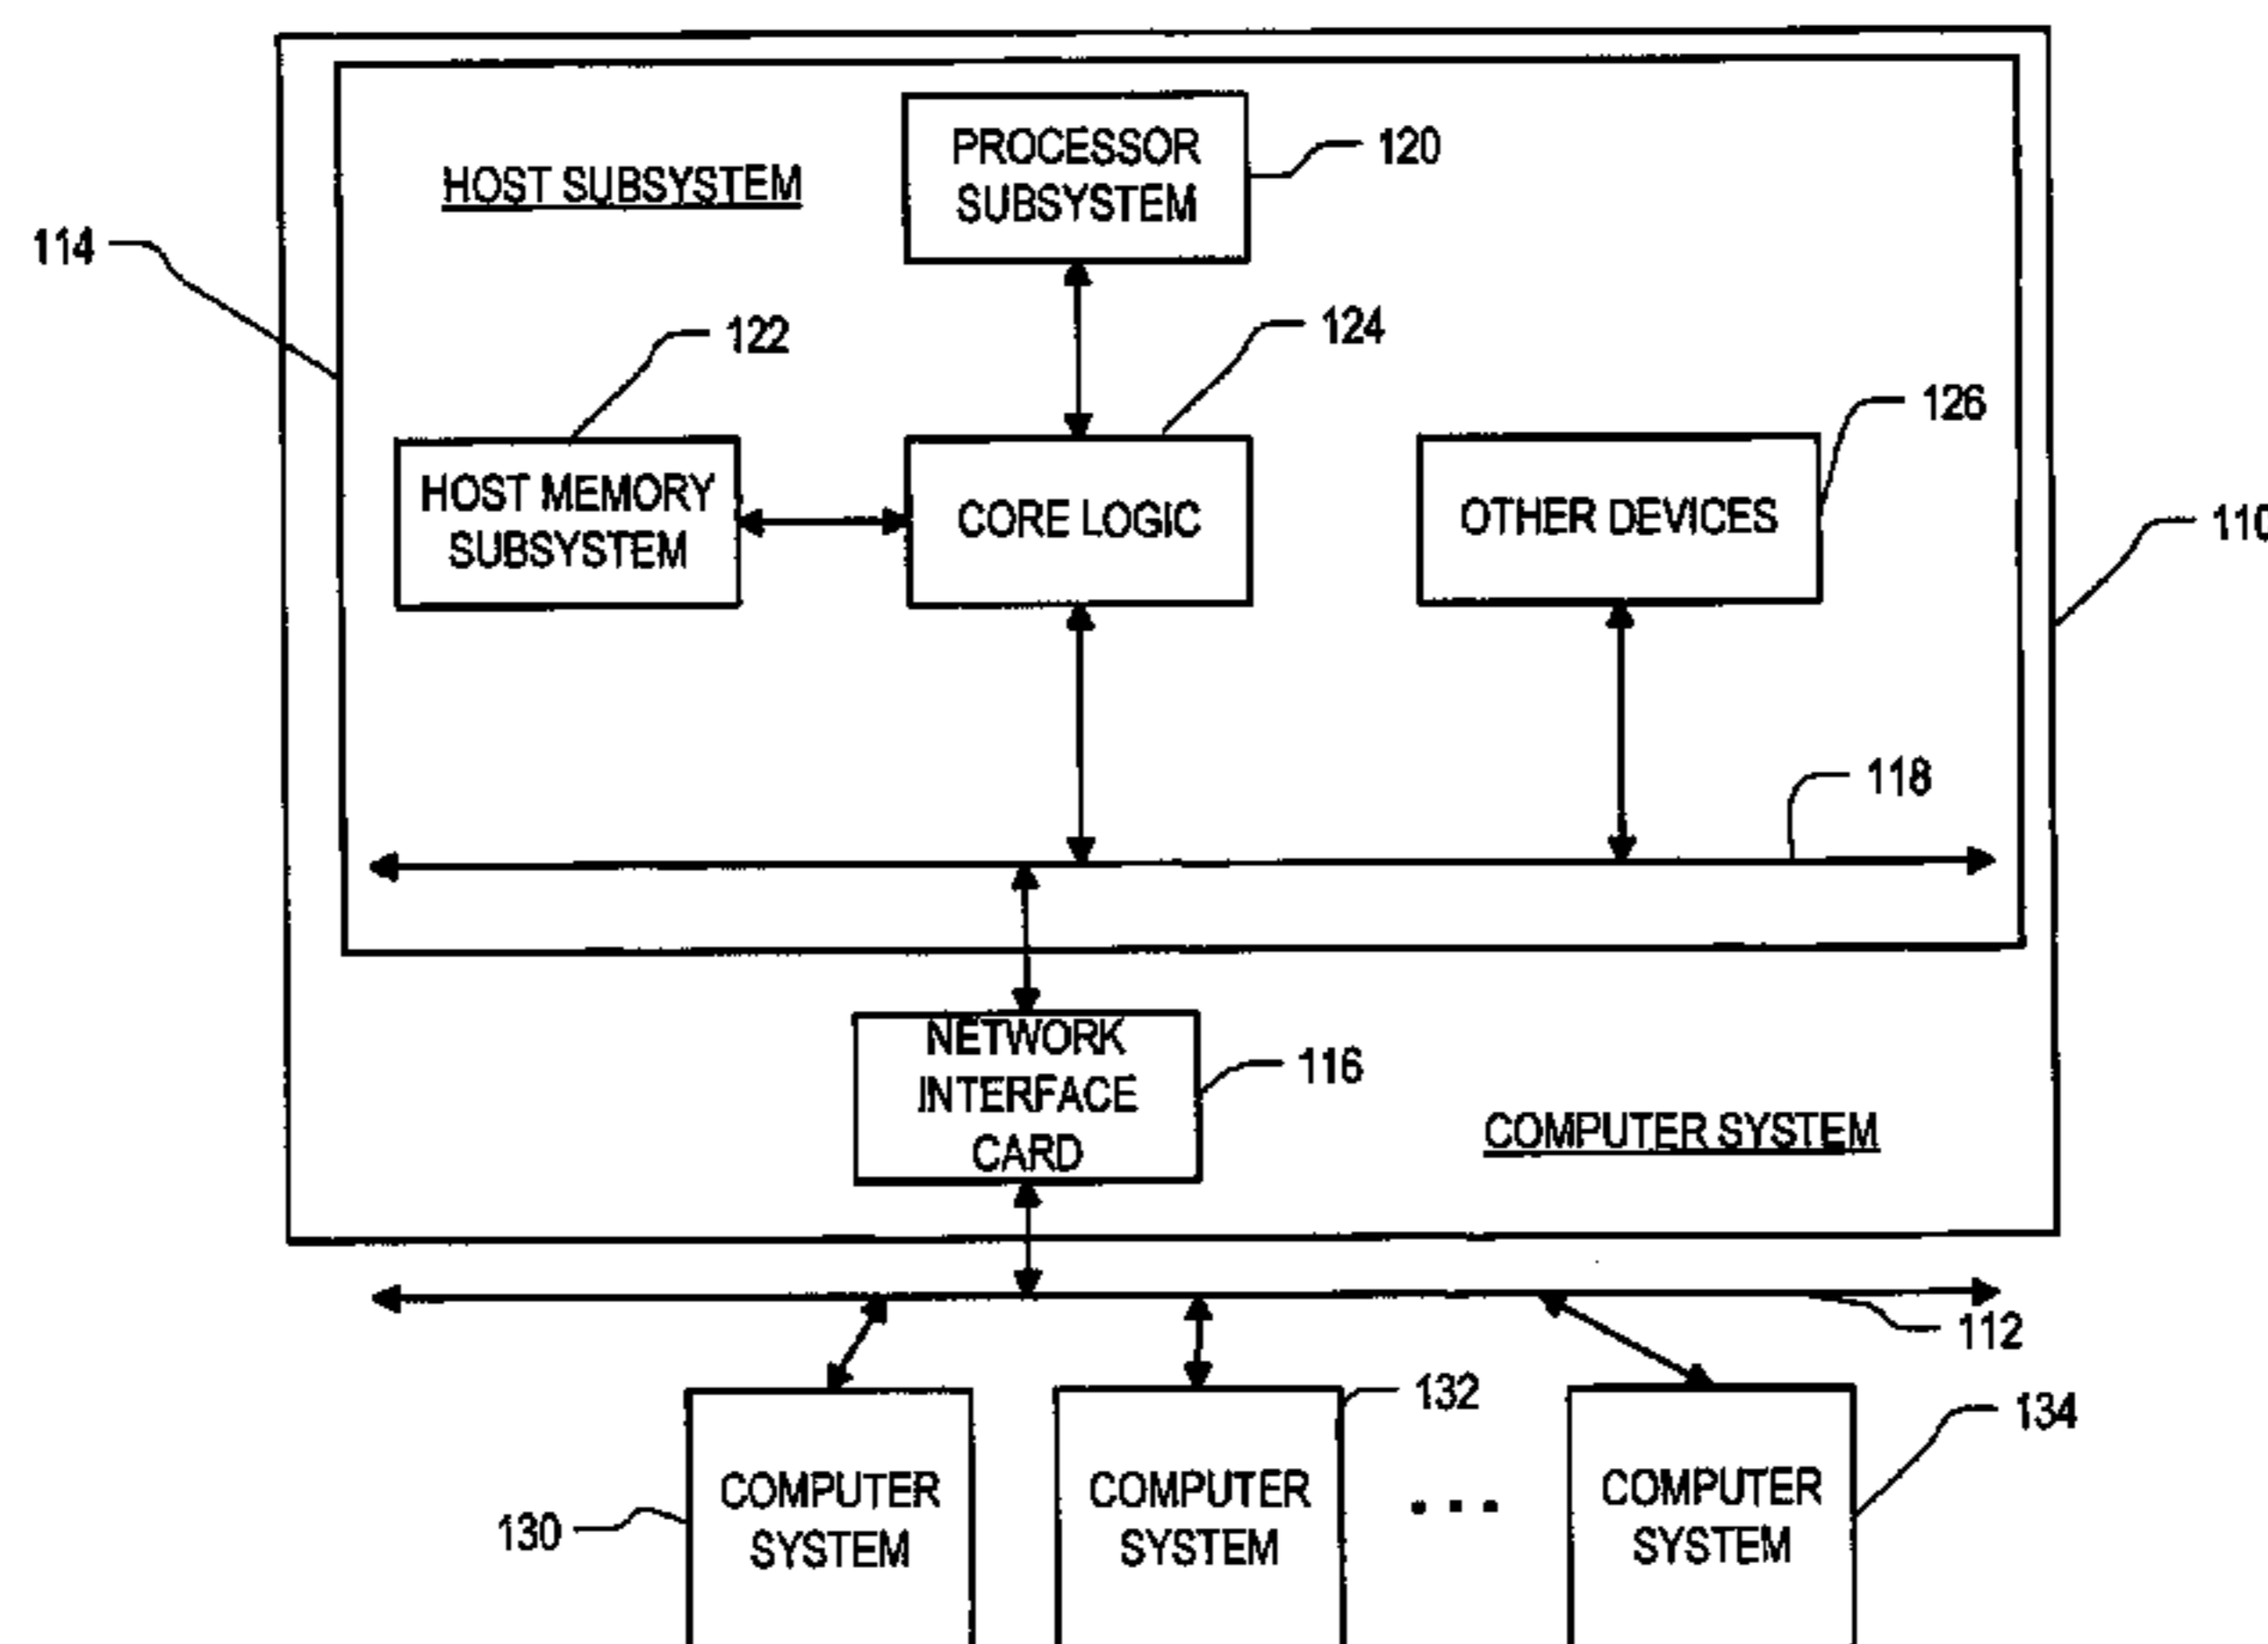 PROCESSOR
SUBSYSTEM
120
HOST SUBSYSTEM
114
122
124
126
HOST MEMORY
SUBSYSTEM
CORE LOGIC
OTHER DEVICES
110
118
NETWORK
INTERFACE
CARD
116
COMPUTER SYSTEM
112
132
134
COMPUTER
SYSTEM
130
COMPUTER
SYSTEM
COMPUTER
SYSTEM